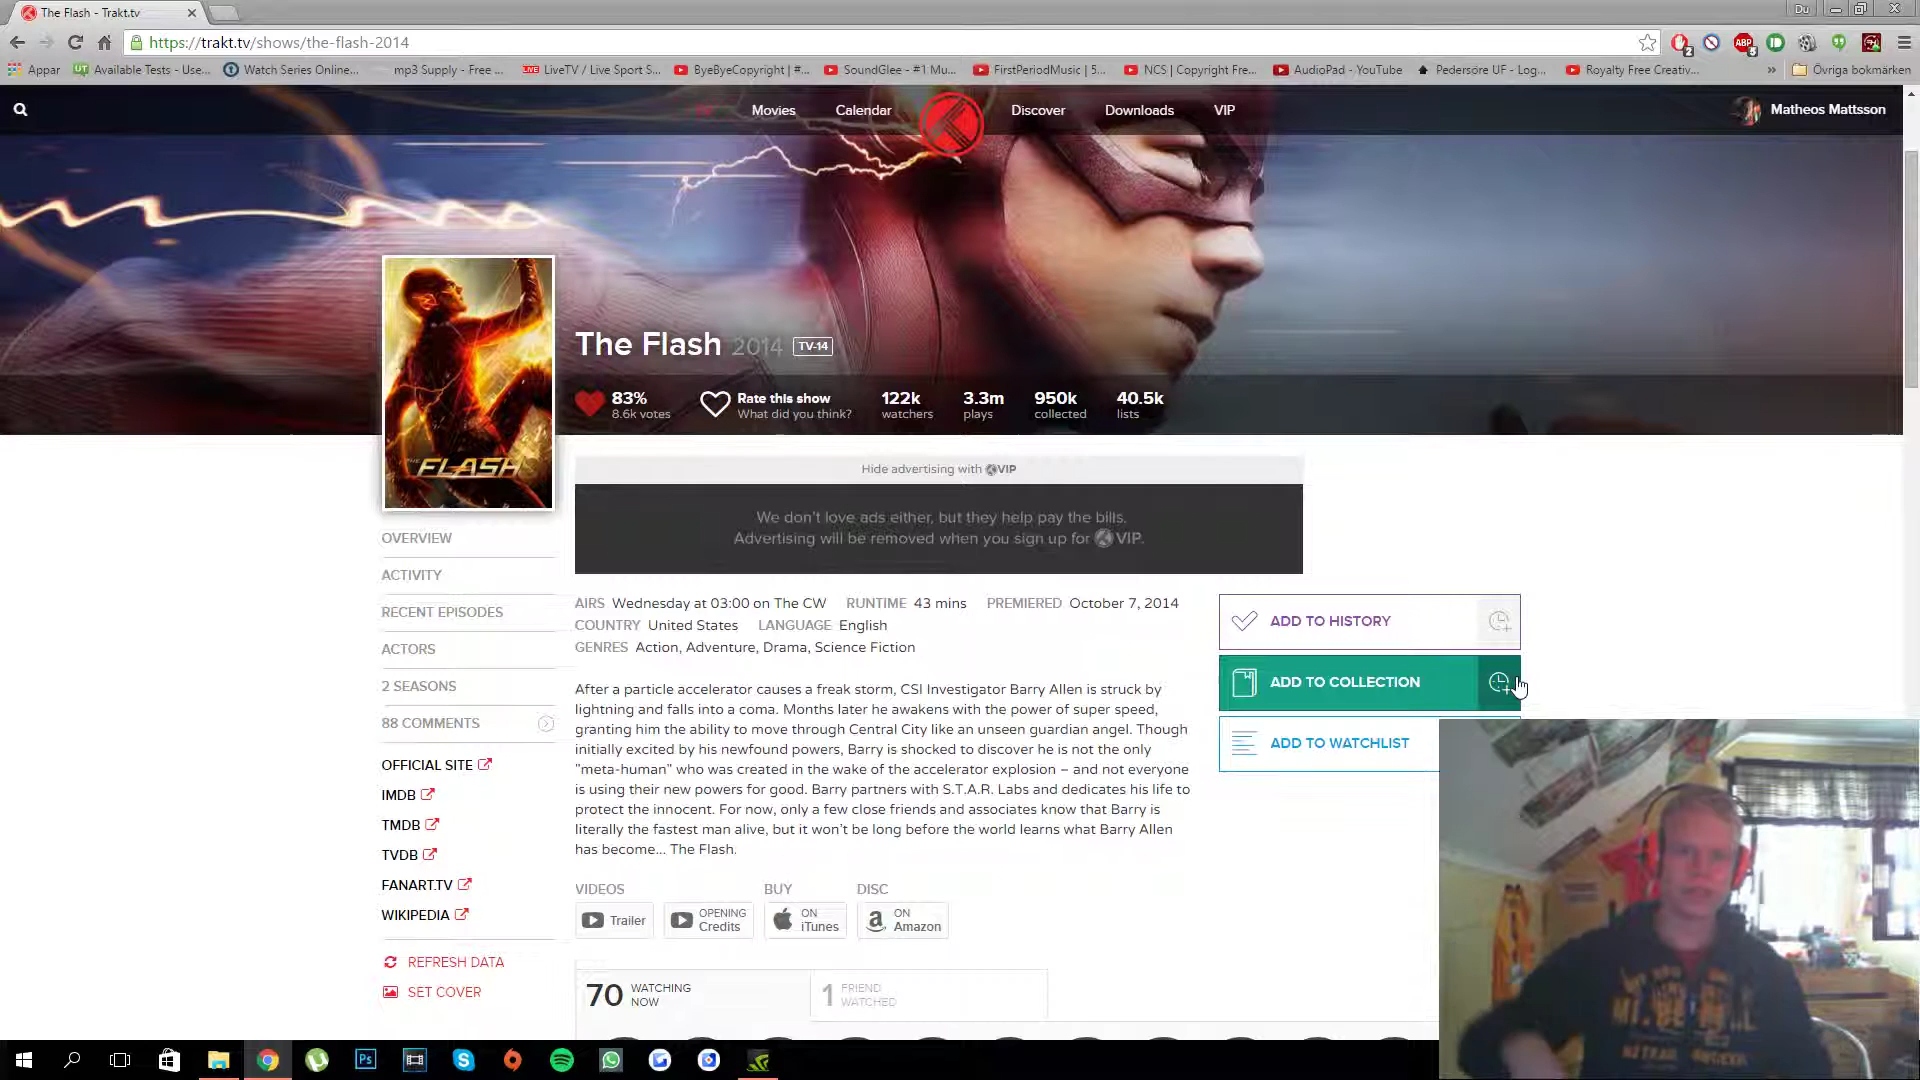 The Flash - Trakt.tv
Du
https://trakt.tv/shows/the-flash-2014
ABP
Appar
UT Available Tests - Use...
Watch Series Online...
mp3 Supply - Free ...
LIVE LiveTV / Live Sport S...
ByeByeCopyright | #...
SoundGlee - #1 Mu...
FirstPeriodMusic | 5...
NCS | Copyright Fre...
AudioPad - YouTube
Pedersöre UF - Log...
Royalty Free Creativ...
»
Övriga bokmärken
TV Movies Calendar Discover Downloads VIP
Matheos Mattsson
The Flash 2014 TV-14
83%
8.6k votes
Rate this show
What did you think?
122k
watchers
3.3m
plays
950k
collected
40.5k
lists
THE
FLASH
Hide advertising with VIP
We don't love ads either, but they help pay the bills.
Advertising will be removed when you sign up for VIP.
OVERVIEW
ACTIVITY
RECENT EPISODES
ACTORS
2 SEASONS
88 COMMENTS
OFFICIAL SITE
IMDB
TMDB
TVDB
FANART.TV
WIKIPEDIA
REFRESH DATA
SET COVER
AIRS Wednesday at 03:00 on The CW RUNTIME 43 mins PREMIERED October 7, 2014
COUNTRY United States LANGUAGE English
GENRES Action, Adventure, Drama, Science Fiction
After a particle accelerator causes a freak storm, CSI Investigator Barry Allen is struck by
lightning and falls into a coma. Months later he awakens with the power of super speed,
granting him the ability to move through Central City like an unseen guardian angel. Though
initially excited by his newfound powers, Barry is shocked to discover he is not the only
"meta-human" who was created in the wake of the accelerator explosion – and not everyone
is using their new powers for good. Barry partners with S.T.A.R. Labs and dedicates his life to
protect the innocent. For now, only a few close friends and associates know that Barry is
literally the fastest man alive, but it won't be long before the world learns what Barry Allen
has become... The Flash.
ADD TO HISTORY
ADD TO COLLECTION
ADD TO WATCHLIST
VIDEOS
Trailer
OPENING
Credits
BUY
ON
iTunes
DISC
ON
Amazon
70 WATCHING
NOW
1 FRIEND
WATCHED
Ps